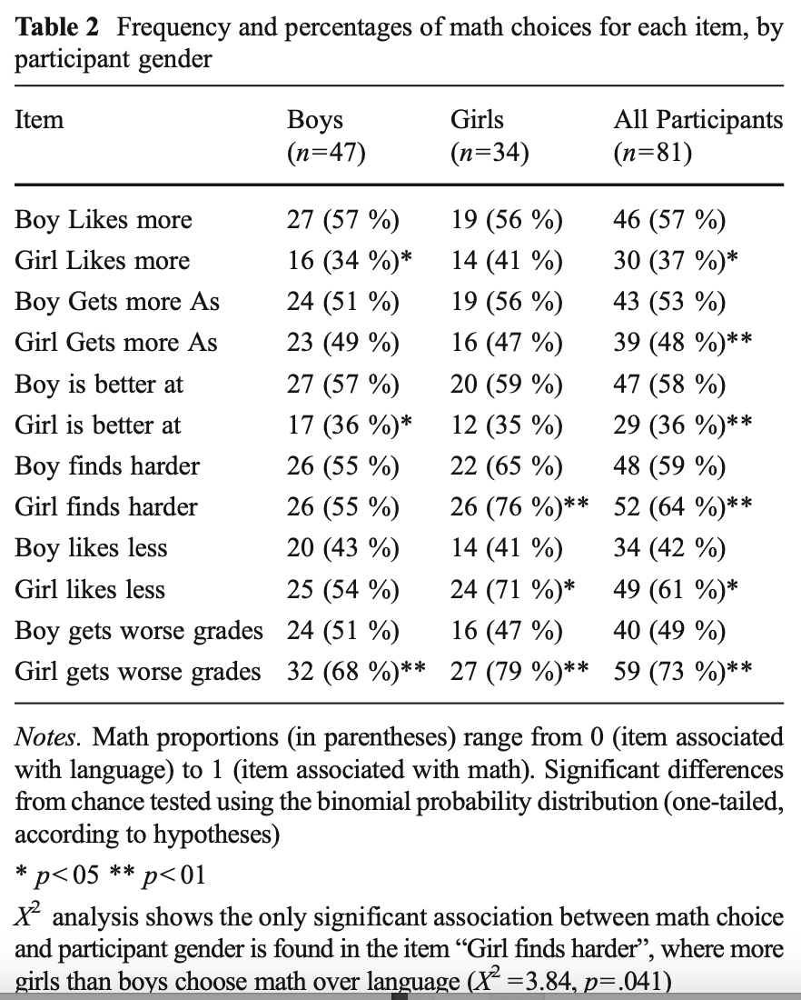 Table 2 Frequency and percentages of math choices for each item, by
participant gender
Item Boys Girls All Participants
(n=47) (n=34) (n=81)
Boy Likes more 27 (57 %) 19 (56 %) 46 (57 %)
Girl Likes more 16 (34 %)* 14 (41 %) 30 (37 %)*
Boy Gets more As 24 (51 %) 19 (56 %) 43 (53 %)
Girl Gets more As 23 (49 %) 16 (47 %) 39 (48 %)**
Boy is better at 27 (57 %) 20 (59 %) 47 (58 %)
Girl is better at 17 (36 %)* 12 (35 %) 29 (36 %)**
Boy finds harder 26 (55 %) 22 (65 %) 48 (59 %)
Girl finds harder 26 (55 %) 26 (76 %)** 52 (64 %)**
Boy likes less 20 (43 %) 14 (41 %) 34 (42 %)
Girl likes less 25 (54 %) 24 (71 %)* 49 (61 %)*
Boy gets worse grades 24 (51 %) 16 (47 %) 40 (49 %)
Girl gets worse grades 32 (68 %)** 27 (79 %)** 59 (73 %)**
Notes. Math proportions (in parentheses) range from 0 (item associated
with language) to 1 (item associated with math). Significant differences
from chance tested using the binomial probability distribution (one-tailed,
according to hypotheses)
* p<05 ** p<01
X² analysis shows the only significant association between math choice
and participant gender is found in the item “Girl finds harder”, where more
girls than boys choose math over language (X² =3.84, p=.041)